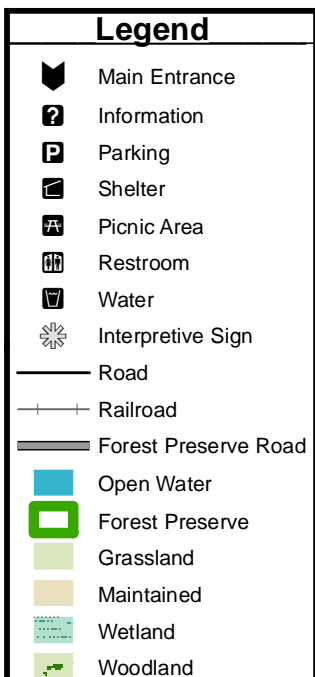 Legend
Main Entrance
? Information
P Parking
Shelter
Picnic Area
Restroom
Water
Interpretive Sign
Road
Railroad
Forest Preserve Road
Open Water
Forest Preserve
Grassland
Maintained
Wetland
Woodland